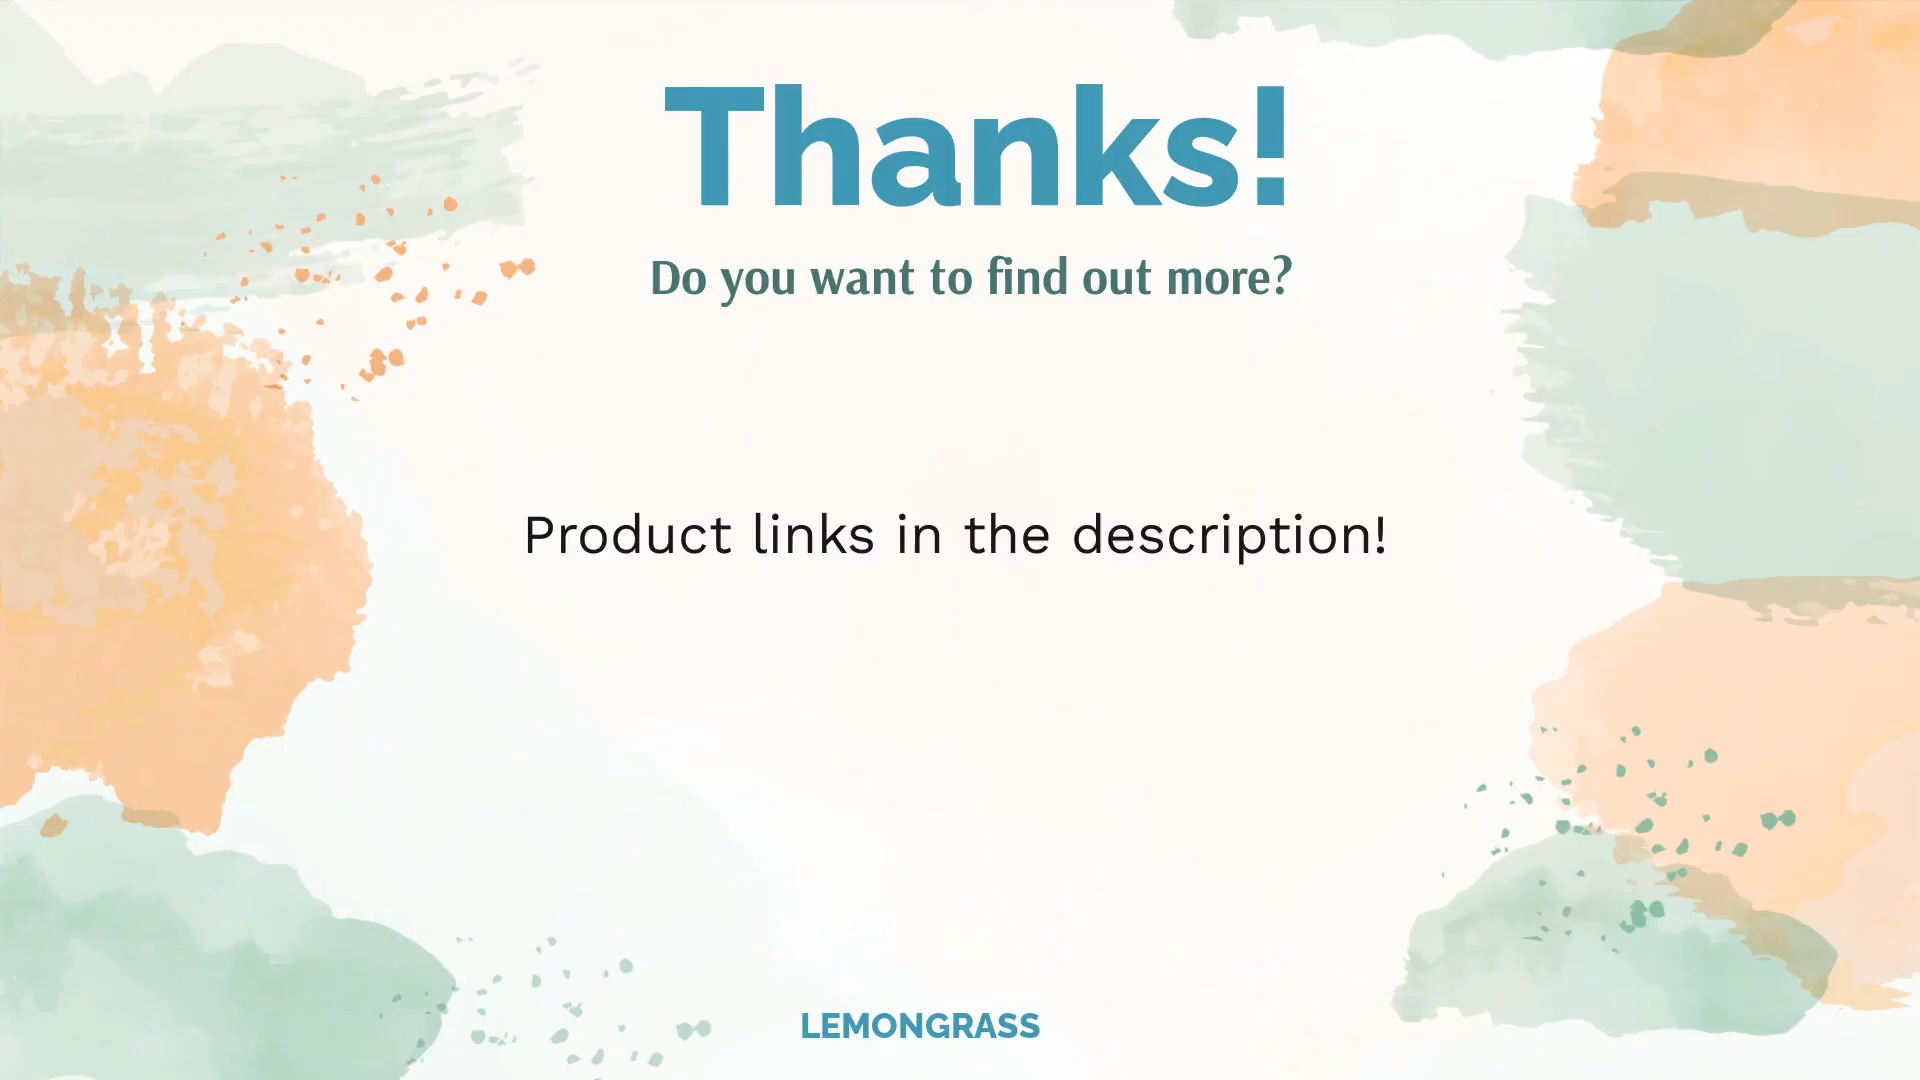 Thanks!
Do you want to find out more?
Product links in the description!
LEMONGRASS